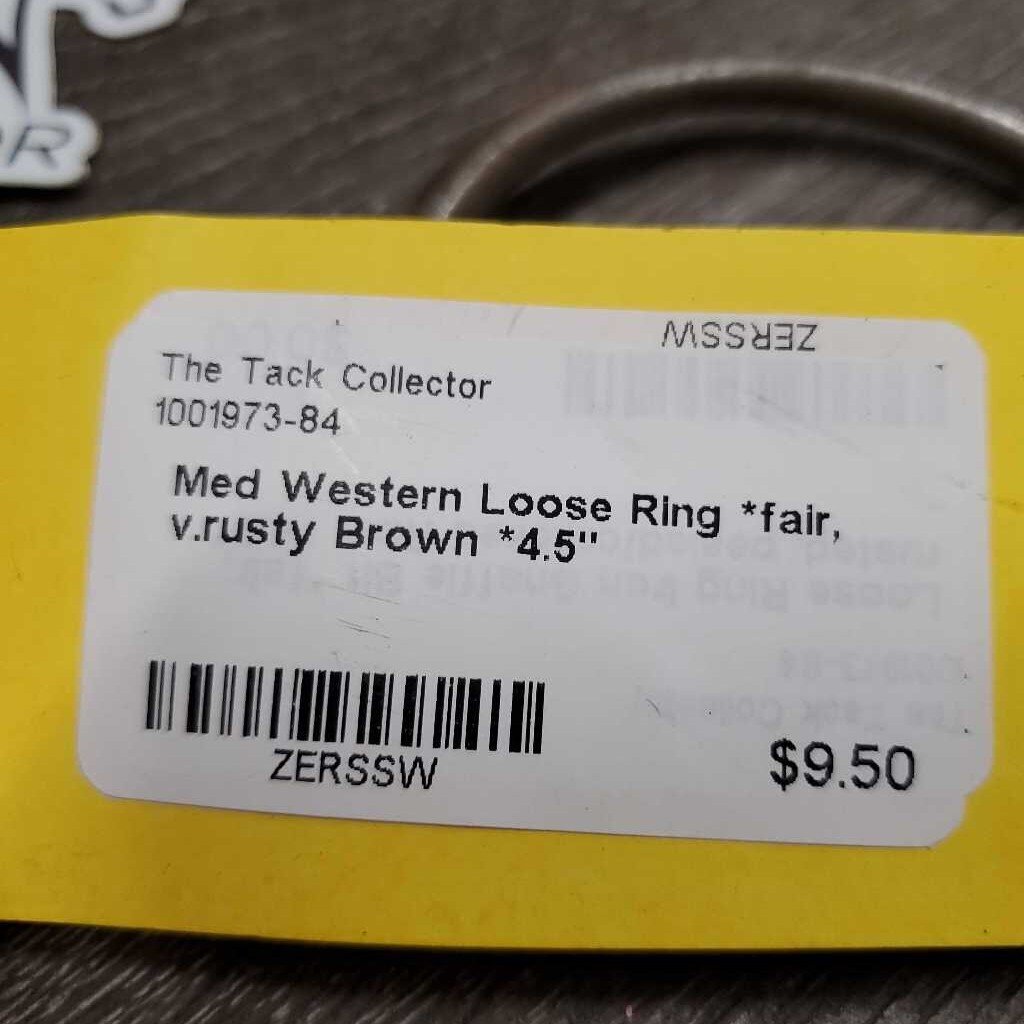 R
ZERSSW
The Tack Collector
1001973-84
Med Western Loose Ring *fair,
v.rusty Brown *4.5"
ZERSSW
$9.50